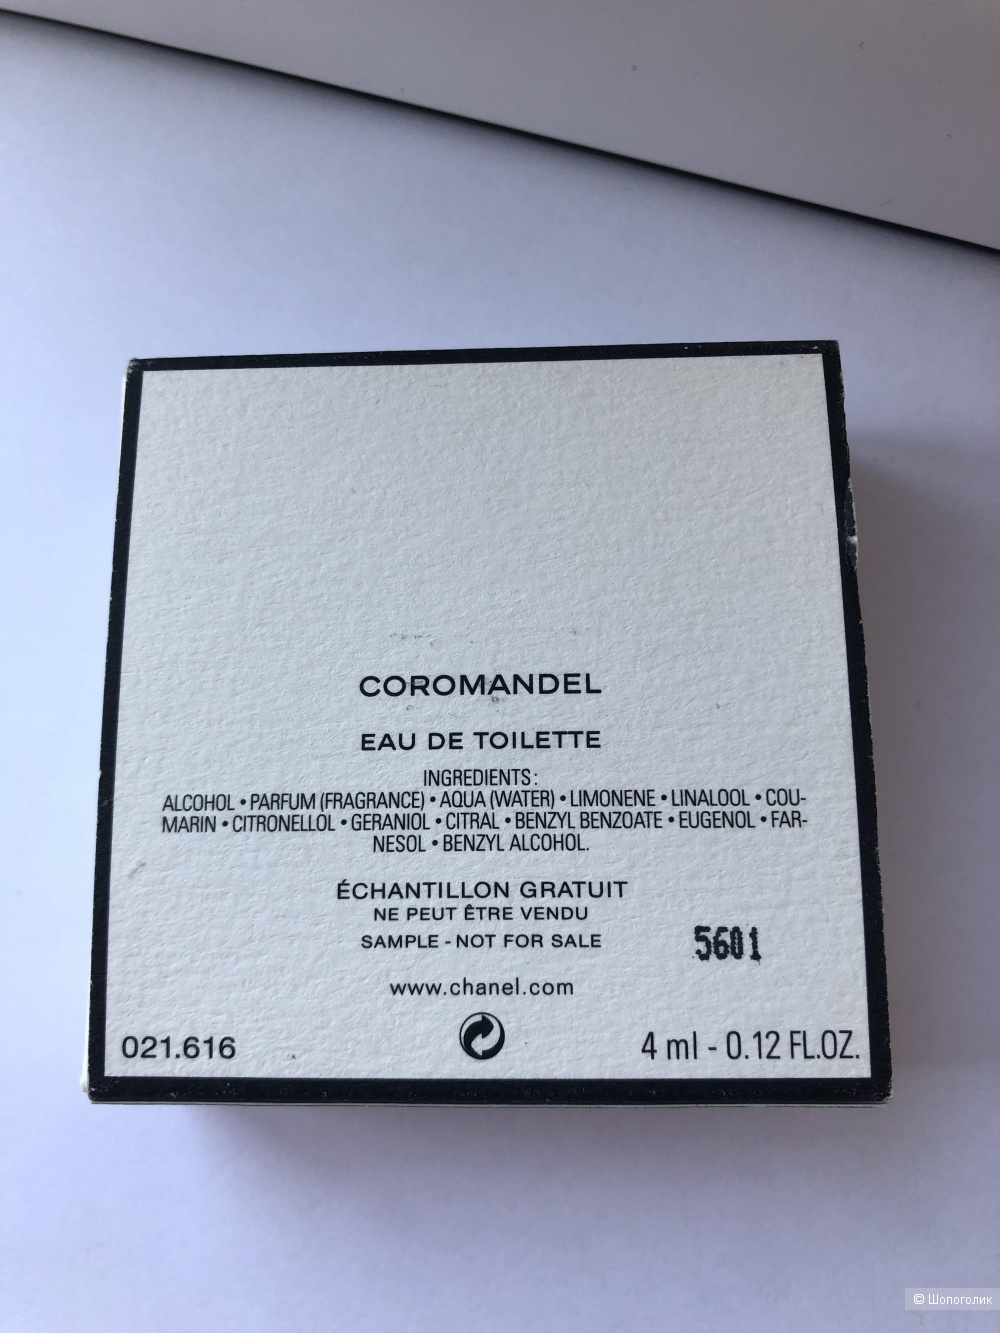 COROMANDEL
EAU DE TOILETTE
INGREDIENTS:
ALCOHOL • PARFUM (FRAGRANCE) • AQUA (WATER) • LIMONENE • LINALOOL • COU-
MARIN • CITRONELLOL • GERANIOL • CITRAL • BENZYL BENZOATE • EUGENOL • FAR-
NESOL • BENZYL ALCOHOL.
ÉCHANTILLON GRATUIT
NE PEUT ÊTRE VENDU
SAMPLE - NOT FOR SALE
5601
www.chanel.com
021.616
4 ml - 0.12 FL.OZ.
© Шопоголик